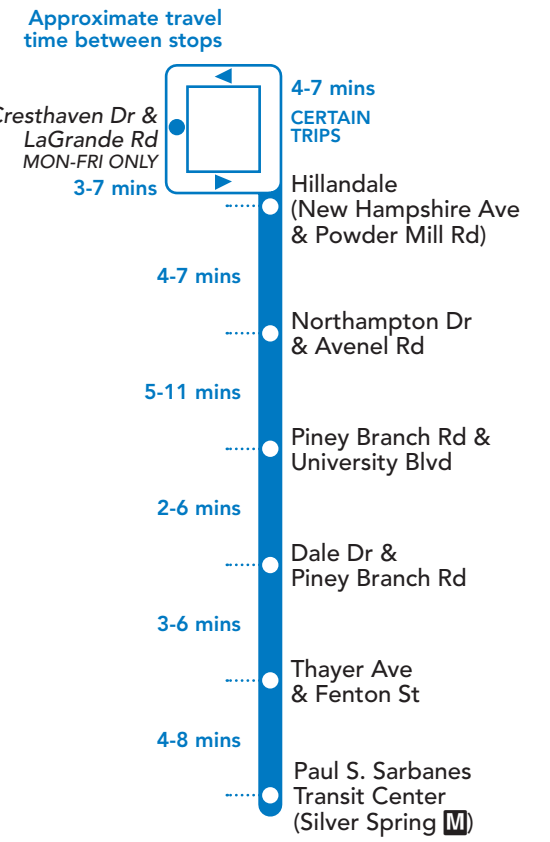 Approximate travel
time between stops
4-7 mins
CERTAIN
TRIPS
Cresthaven Dr &
LaGrande Rd
MON-FRI ONLY
3-7 mins
Hillandale
(New Hampshire Ave
& Powder Mill Rd)
4-7 mins
Northampton Dr
& Avenel Rd
5-11 mins
Piney Branch Rd &
University Blvd
2-6 mins
Dale Dr &
Piney Branch Rd
3-6 mins
Thayer Ave
& Fenton St
4-8 mins
Paul S. Sarbanes
Transit Center
(Silver Spring M)